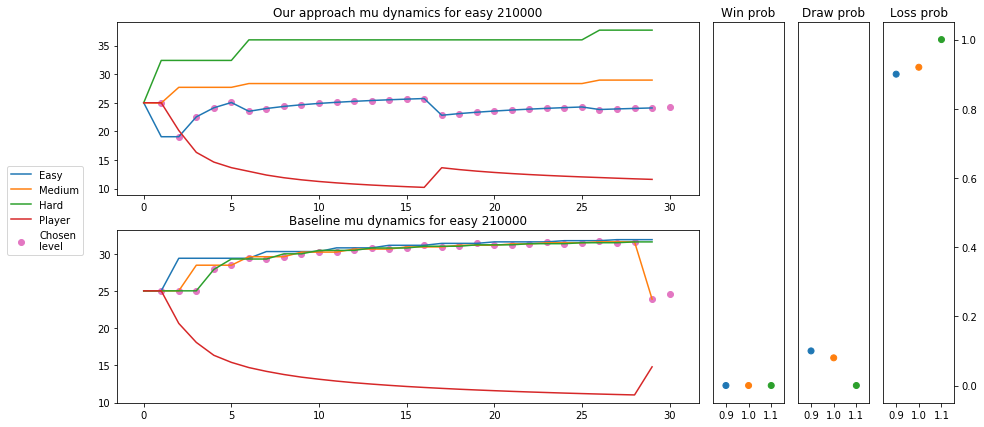 Our approach mu dynamics for easy 210000
35
30
25
20
15
10
0 5 10 15 20 25 30
Baseline mu dynamics for easy 210000
30
25
20
15
10
0 5 10 15 20 25 30
Easy
Medium
Hard
Player
Chosen
level
Win prob
0.9 1.0 1.1
Draw prob
0.9 1.0 1.1
Loss prob
0.9 1.0 1.1
1.0
0.8
0.6
0.4
0.2
0.0